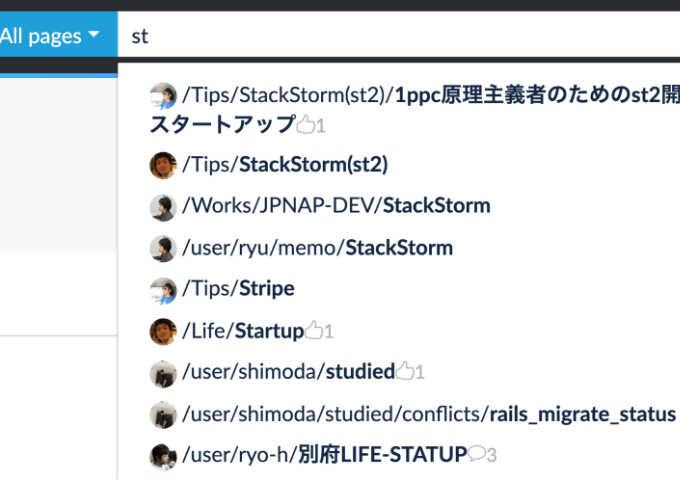 All pages
st
/Tips/StackStorm(st2)/1ppc原理主義者のためのst2開
スタートアップ 1
/Tips/StackStorm(st2)
/Works/JPNAP-DEV/StackStorm
/user/ryu/memo/StackStorm
/Tips/Stripe
/Life/Startup 1
/user/shimoda/studied 1
/user/shimoda/studied/conflicts/rails_migrate_status
/user/ryo-h/別府LIFE-STATUP 3